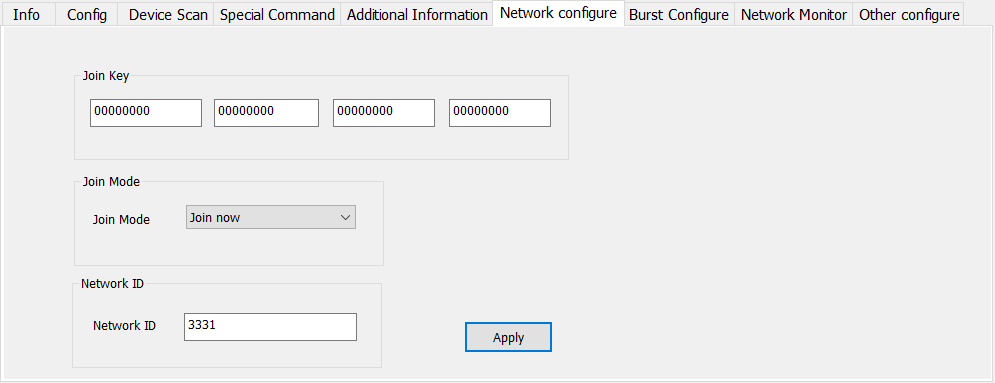 Info Config Device Scan Special Command Additional Information Network configure Burst Configure Network Monitor Other configure
Join Key
00000000 00000000 00000000 00000000
Join Mode
Join Mode Join now
Network ID
Network ID 3331
Apply